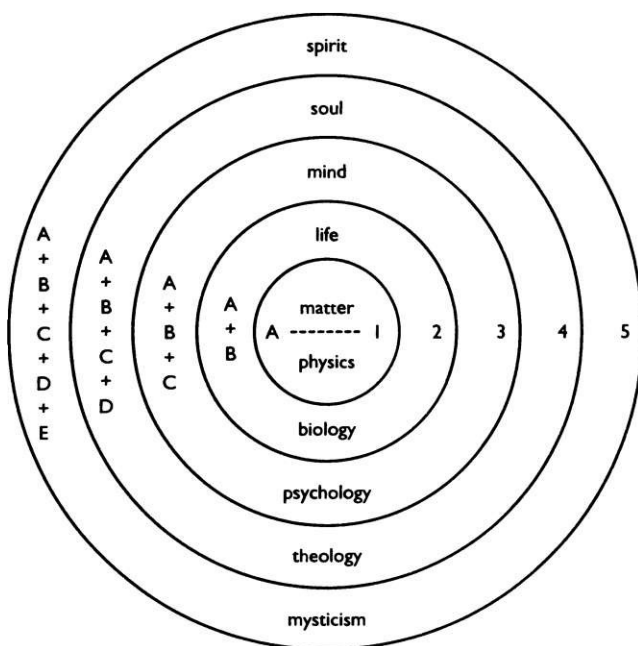 spirit
soul
mind
life
matter
A ------- 1 2 3 4 5
physics
biology
psychology
theology
mysticism
A
+
B
+
C
+
D
+
E
A
+
B
+
C
+
D
A
+
B
+
C
A
+
B